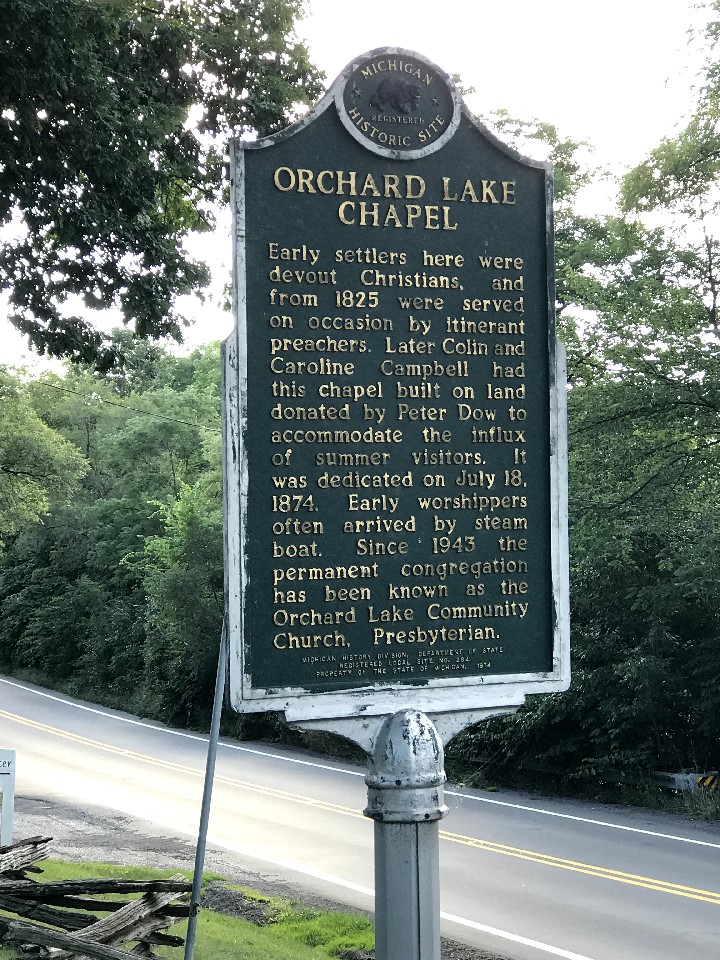 MICHIGAN
REGISTERED
HISTORIC SITE
ORCHARD LAKE
CHAPEL
Early settlers here were
devout Christians, and
from 1825 were served
on occasion by itinerant
preachers. Later Colin and
Caroline Campbell had
this chapel built on land
donated by Peter Dow to
accommodate the influx
of summer visitors. It
was dedicated on July 18,
1874. Early worshippers
often arrived by steam
boat. Since 1943 the
permanent congregation
has been known as the
Orchard Lake Community
Church, Presbyterian.
MICHIGAN HISTORY DIVISION, DEPARTMENT OF STATE
REGISTERED LOCAL SITE NO. 284
PROPERTY OF THE STATE OF MICHIGAN, 1974